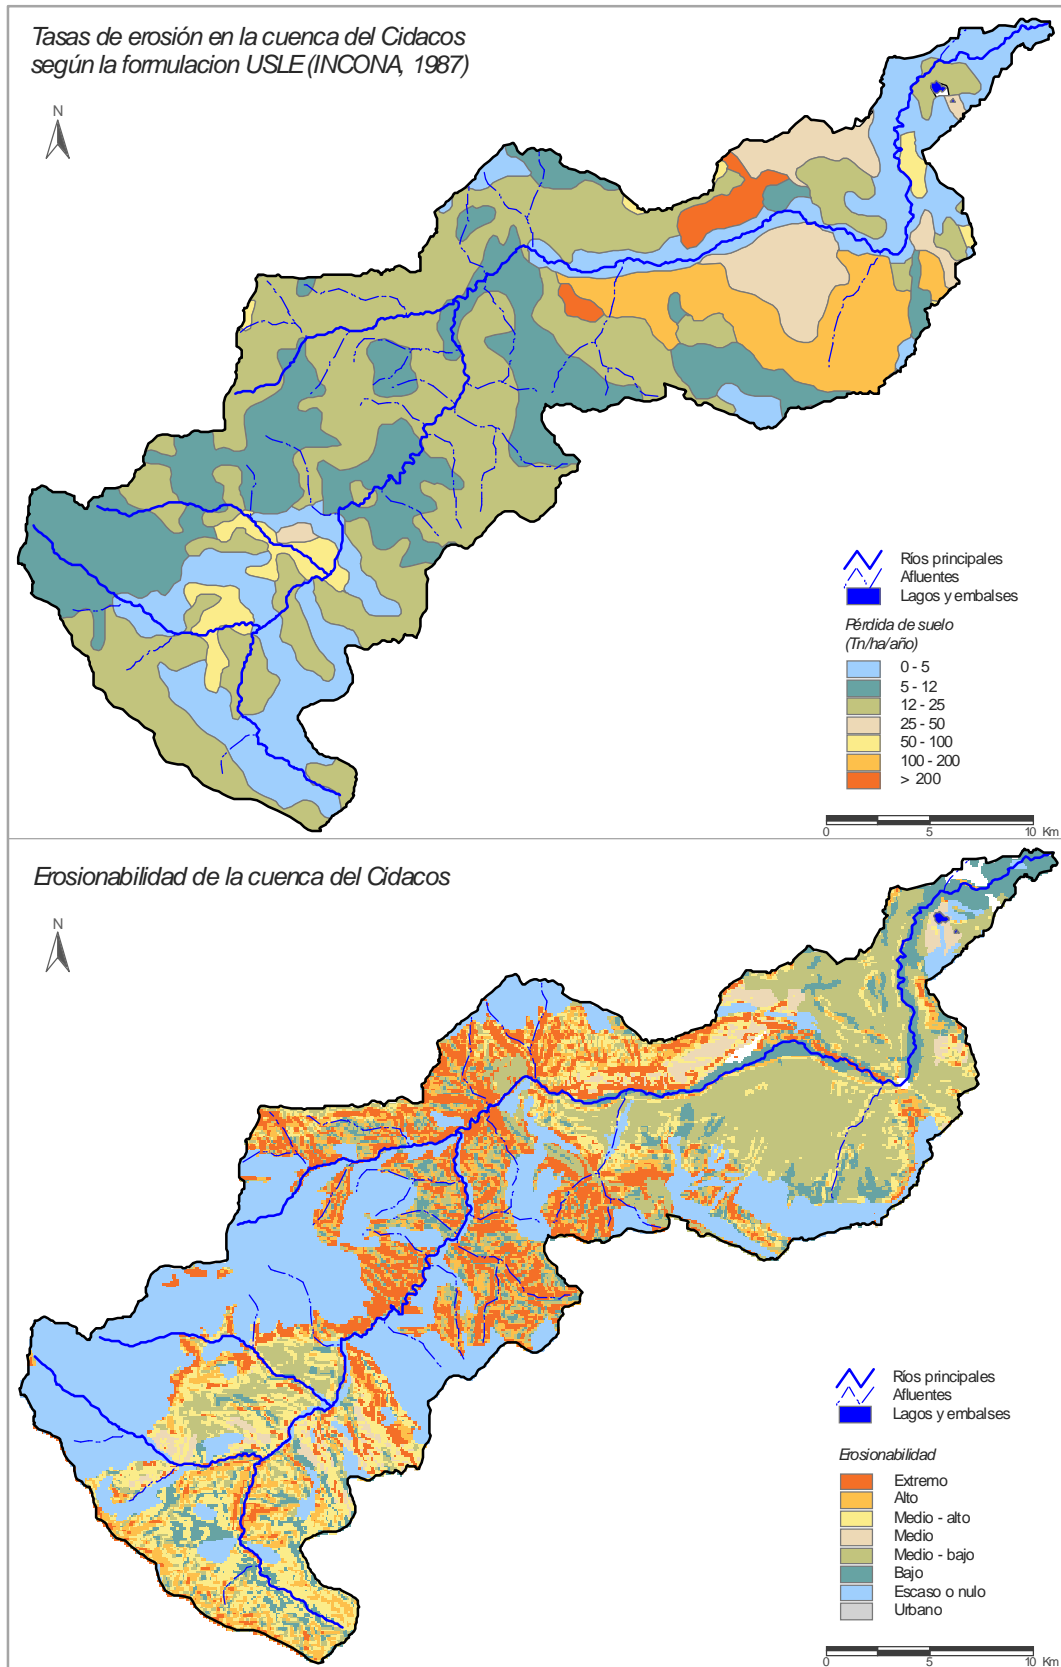 Tasas de erosión en la cuenca del Cidacos
según la formulacion USLE (INCONA, 1987)
N
Ríos principales
Afluentes
Lagos y embalses
Pérdida de suelo
(Tn/ha/año)
0 - 5
5 - 12
12 - 25
25 - 50
50 - 100
100 - 200
> 200
0 5 10 Km
Erosionabilidad de la cuenca del Cidacos
N
Ríos principales
Afluentes
Lagos y embalses
Erosionabilidad
Extremo
Alto
Medio - alto
Medio
Medio - bajo
Bajo
Escaso o nulo
Urbano
0 5 10 Km